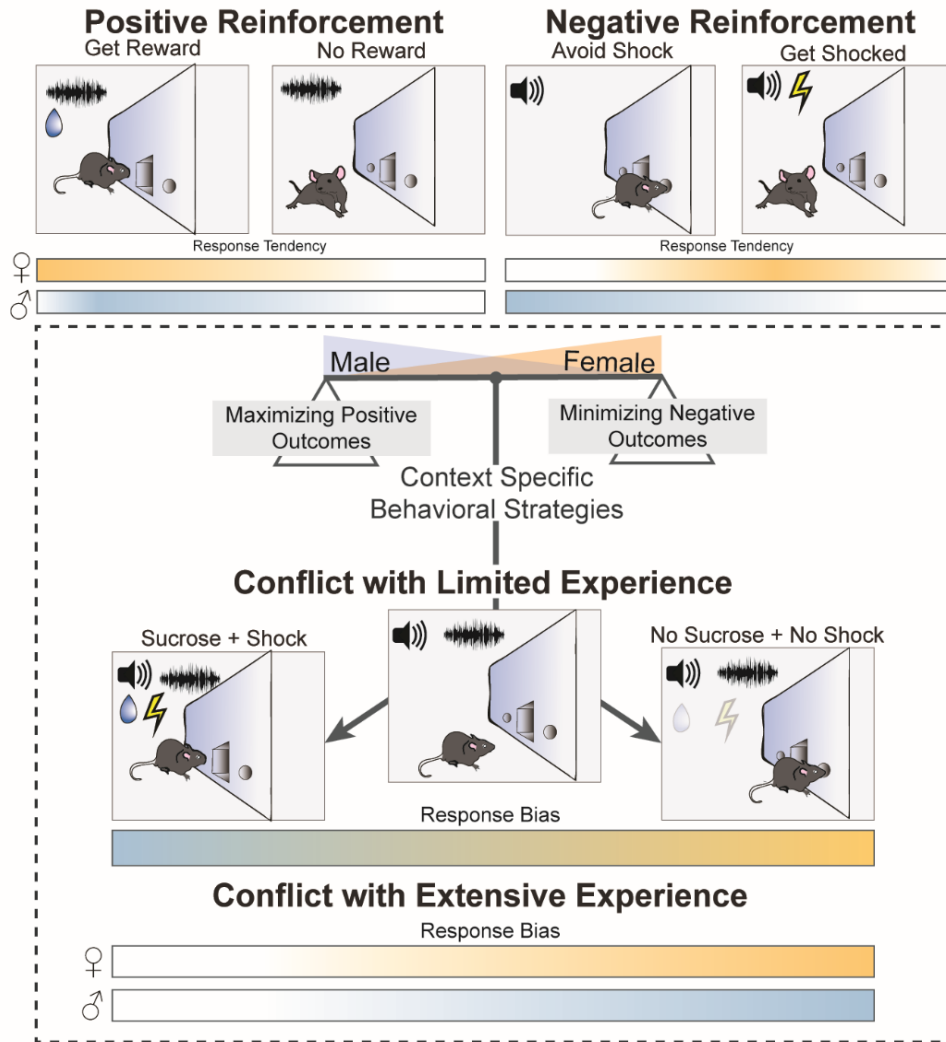 Positive Reinforcement
Negative Reinforcement
Get Reward
No Reward
Avoid Shock
Get Shocked
Response Tendency
Response Tendency
♀
♂
Male
Female
Maximizing Positive
Outcomes
Minimizing Negative
Outcomes
Context Specific
Behavioral Strategies
Conflict with Limited Experience
Sucrose + Shock
No Sucrose + No Shock
Response Bias
Conflict with Extensive Experience
Response Bias
♀
♂